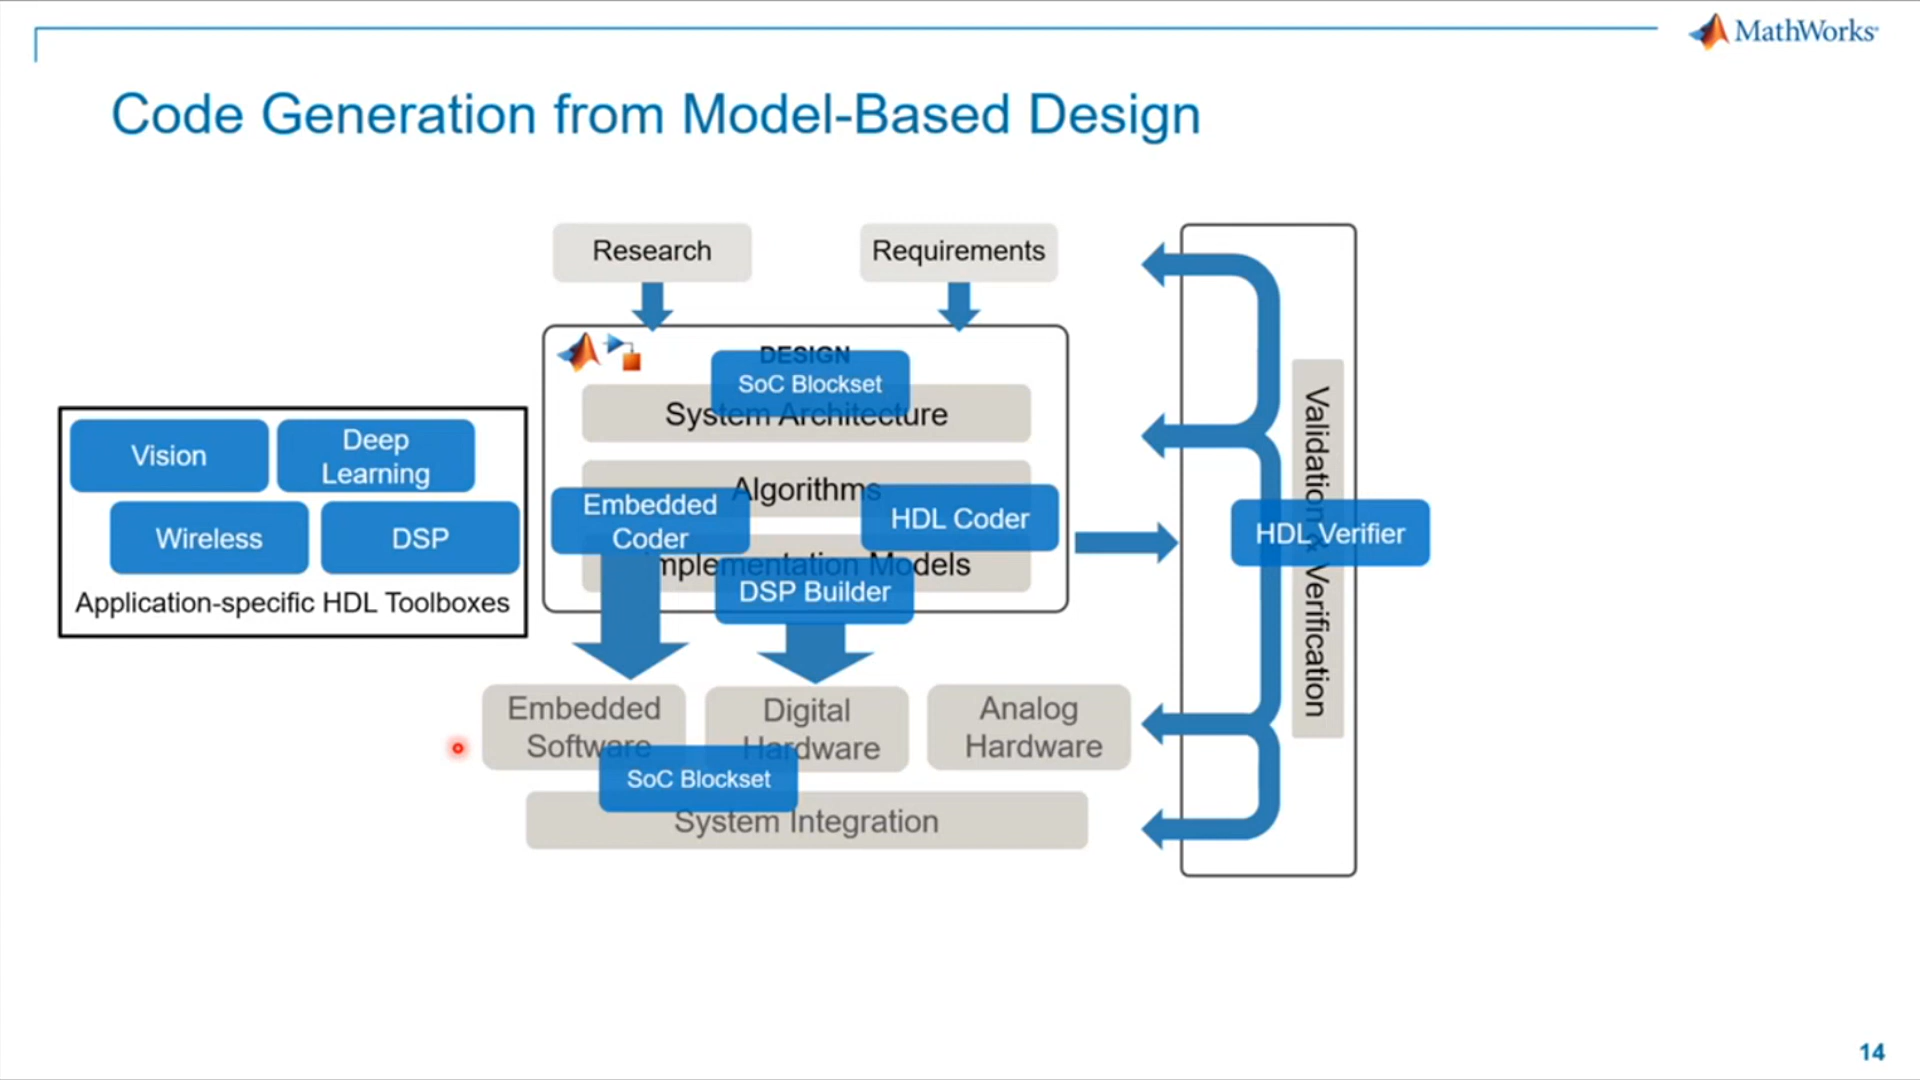 MathWorks
Code Generation from Model-Based Design
Research
Requirements
DESIGN
SoC Blockset
System Architecture
Vision
Deep
Learning
Wireless
DSP
Application-specific HDL Toolboxes
Algorithms
Embedded
Coder
HDL Coder
Implementation Models
DSP Builder
HDL Verifier
Validation & Verification
Embedded
Software
Digital
Hardware
Analog
Hardware
SoC Blockset
System Integration
14